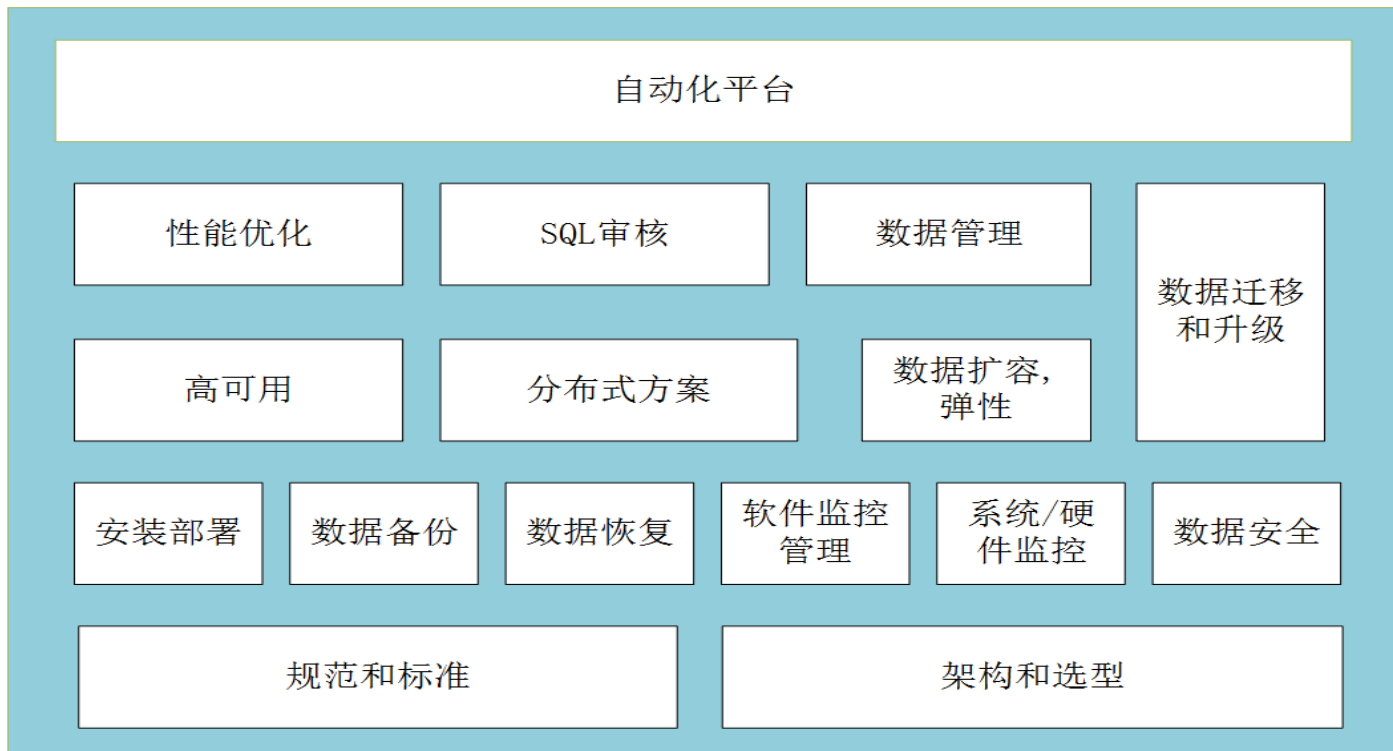 自动化平台
性能优化
SQL审核
数据管理
数据迁移
和升级
高可用
分布式方案
数据扩容,
弹性
安装部署
数据备份
数据恢复
软件监控
管理
系统/硬
件监控
数据安全
规范和标准
架构和选型